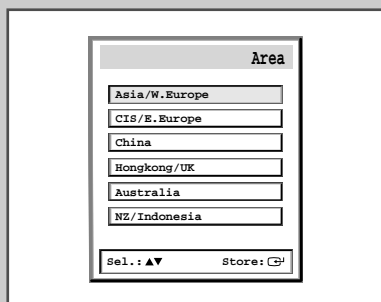 Area
Asia/W.Europe
CIS/E.Europe
China
Hongkong/UK
Australia
NZ/Indonesia
Sel.:▲▼ Store: